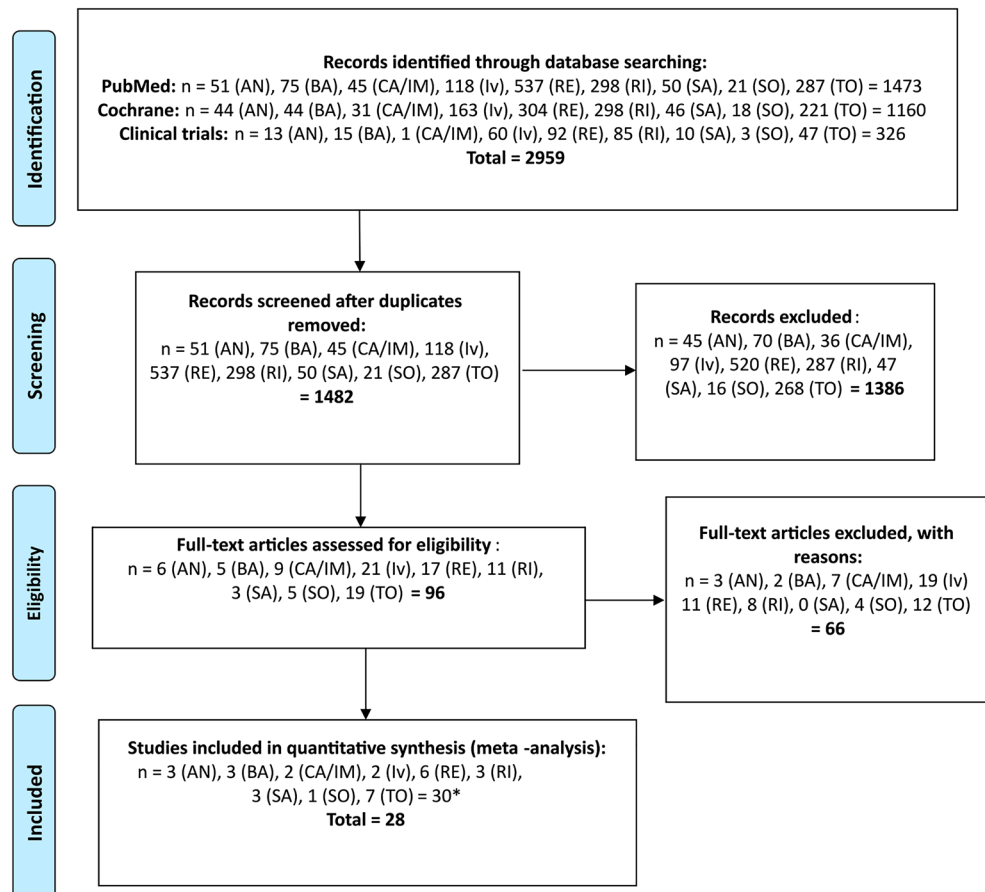 Identification
Records identified through database searching:
PubMed: n = 51 (AN), 75 (BA), 45 (CA/IM), 118 (Iv), 537 (RE), 298 (RI), 50 (SA), 21 (SO), 287 (TO) = 1473
Cochrane: n = 44 (AN), 44 (BA), 31 (CA/IM), 163 (Iv), 304 (RE), 298 (RI), 46 (SA), 18 (SO), 221 (TO) = 1160
Clinical trials: n = 13 (AN), 15 (BA), 1 (CA/IM), 60 (Iv), 92 (RE), 85 (RI), 10 (SA), 3 (SO), 47 (TO) = 326
Total = 2959
Screening
Records screened after duplicates
removed:
n = 51 (AN), 75 (BA), 45 (CA/IM), 118 (Iv),
537 (RE), 298 (RI), 50 (SA), 21 (SO), 287 (TO)
= 1482
Records excluded :
n = 45 (AN), 70 (BA), 36 (CA/IM),
97 (Iv), 520 (RE), 287 (RI), 47
(SA), 16 (SO), 268 (TO) = 1386
Eligibility
Full-text articles assessed for eligibility :
n = 6 (AN), 5 (BA), 9 (CA/IM), 21 (Iv), 17 (RE), 11 (RI),
3 (SA), 5 (SO), 19 (TO) = 96
Full-text articles excluded, with
reasons:
n = 3 (AN), 2 (BA), 7 (CA/IM), 19 (Iv)
11 (RE), 8 (RI), 0 (SA), 4 (SO), 12 (TO)
= 66
Included
Studies included in quantitative synthesis (meta -analysis):
n = 3 (AN), 3 (BA), 2 (CA/IM), 2 (Iv), 6 (RE), 3 (RI),
3 (SA), 1 (SO), 7 (TO) = 30*
Total = 28